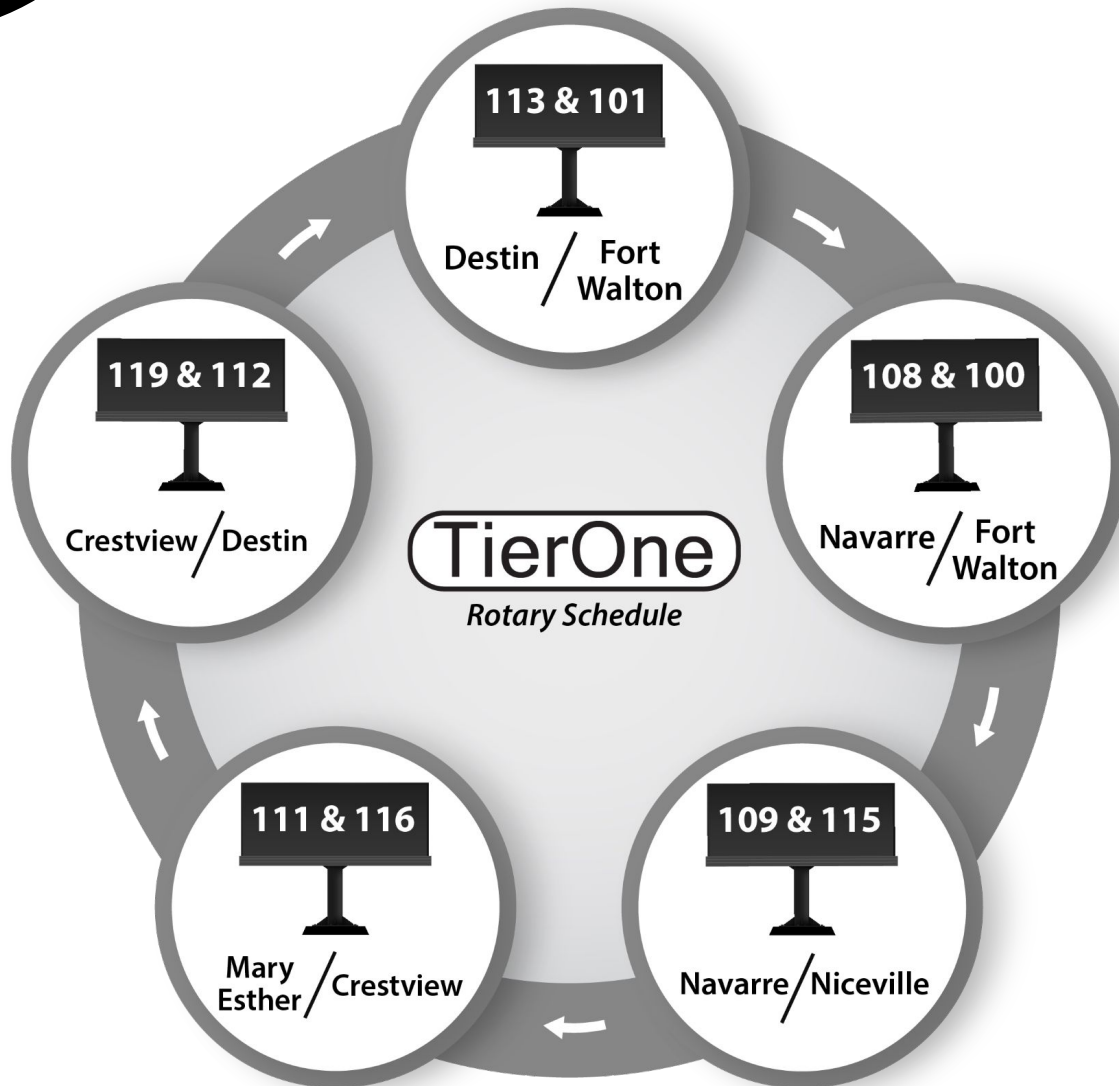 113 & 101
Destin / Fort
Walton
119 & 112
Crestview / Destin
108 & 100
Navarre / Fort
Walton
TierOne
Rotary Schedule
111 & 116
Mary
Esther / Crestview
109 & 115
Navarre / Niceville